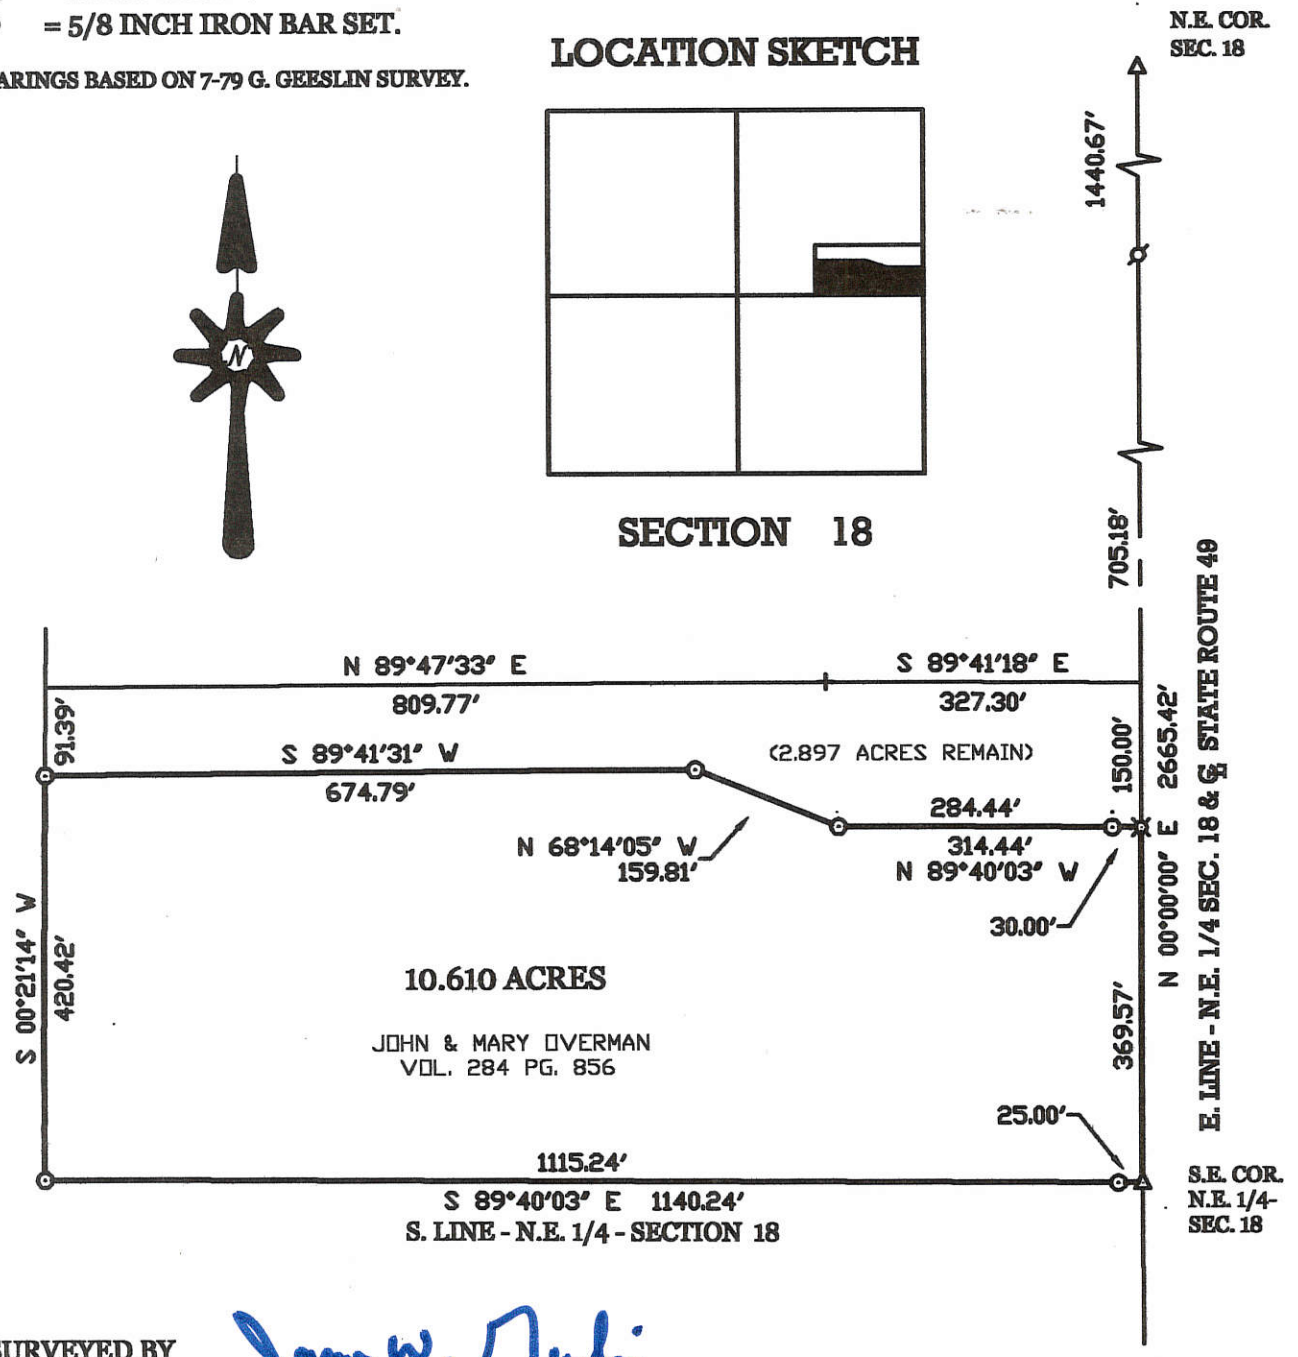 = 5/8 INCH IRON BAR SET.
ARINGS BASED ON 7-79 G. GEESLIN SURVEY.
LOCATION SKETCH
N.E. COR.
SEC. 18
1440.67'
N
SECTION 18
705.18'
N 89°47'33" E
809.77'
S 89°41'18" E
327.30'
91.39'
S 89°41'31" W
674.79'
(2.897 ACRES REMAIN)
150.00'
N 00°00'00" E 2665.42'
E. LINE - N.E. 1/4 SEC. 18 & ℄ STATE ROUTE 49
N 68°14'05" W
159.81'
284.44'
314.44'
N 89°40'03" W
30.00'
S 00°21'14" W
420.42'
10.610 ACRES
JOHN & MARY OVERMAN
VOL. 284 PG. 856
369.57'
25.00'
1115.24'
S 89°40'03" E 1140.24'
S. LINE - N.E. 1/4 - SECTION 18
S.E. COR.
N.E. 1/4-
SEC. 18
SURVEYED BY